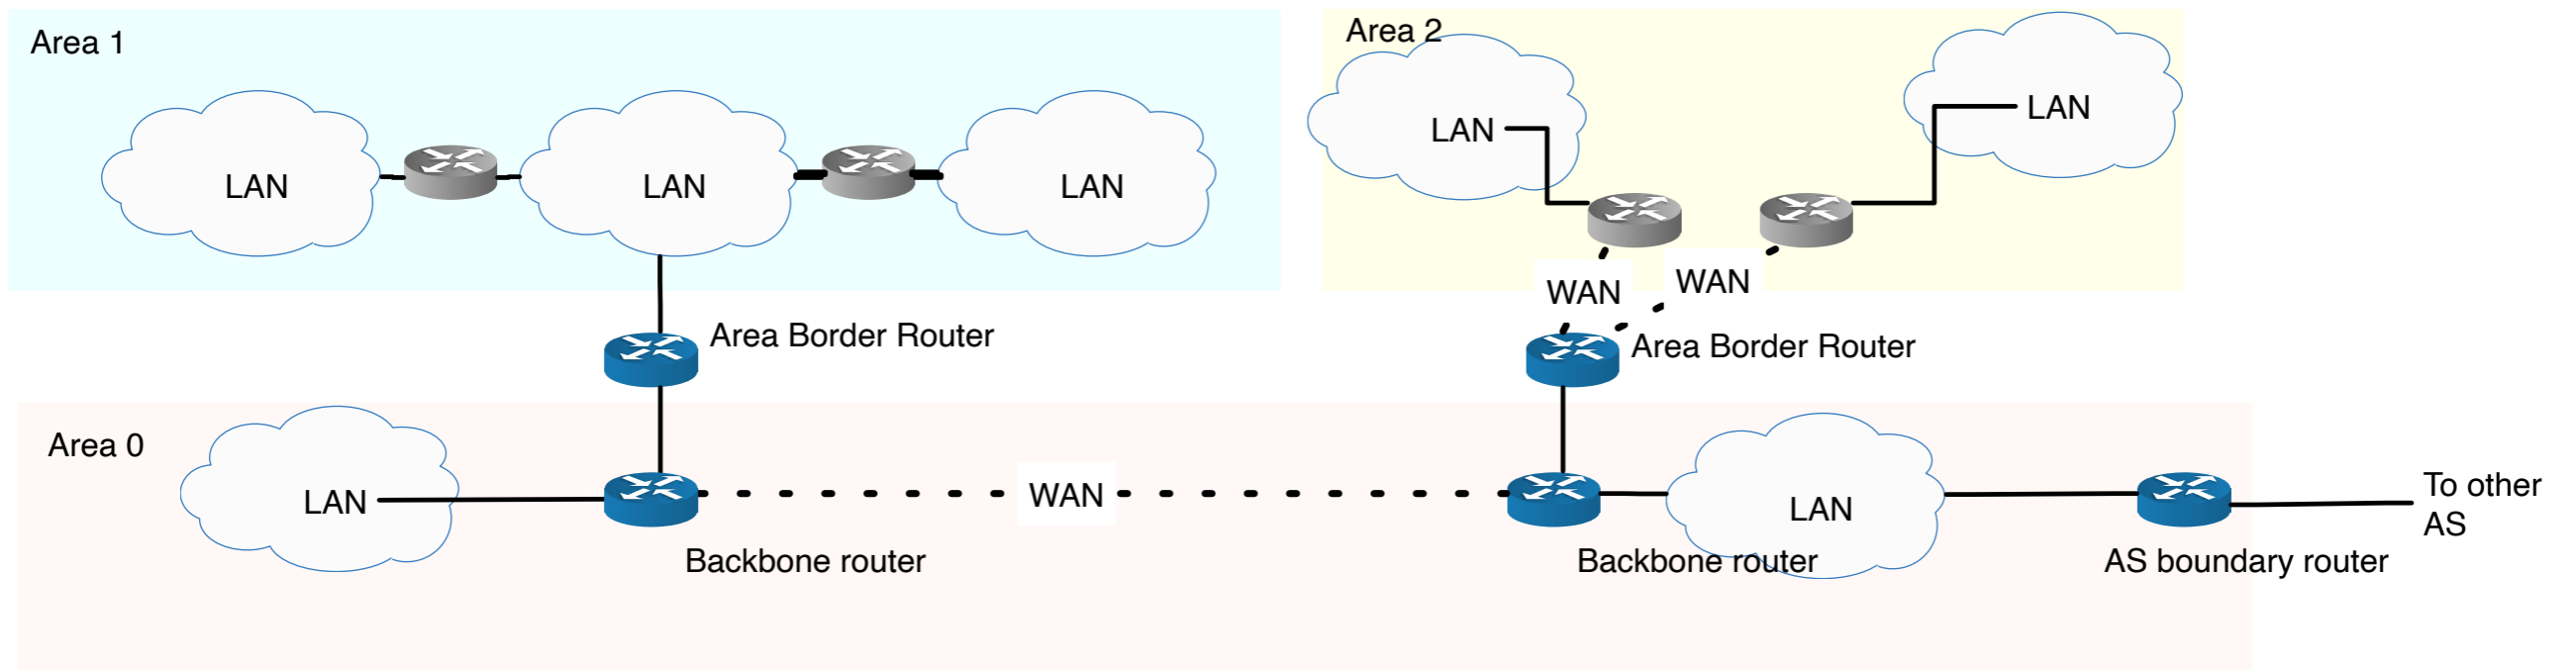 Area 1
Area 2
LAN
LAN
LAN
LAN
LAN
WAN
WAN
Area Border Router
Area Border Router
Area 0
LAN
WAN
LAN
To other
AS
Backbone router
Backbone router
AS boundary router